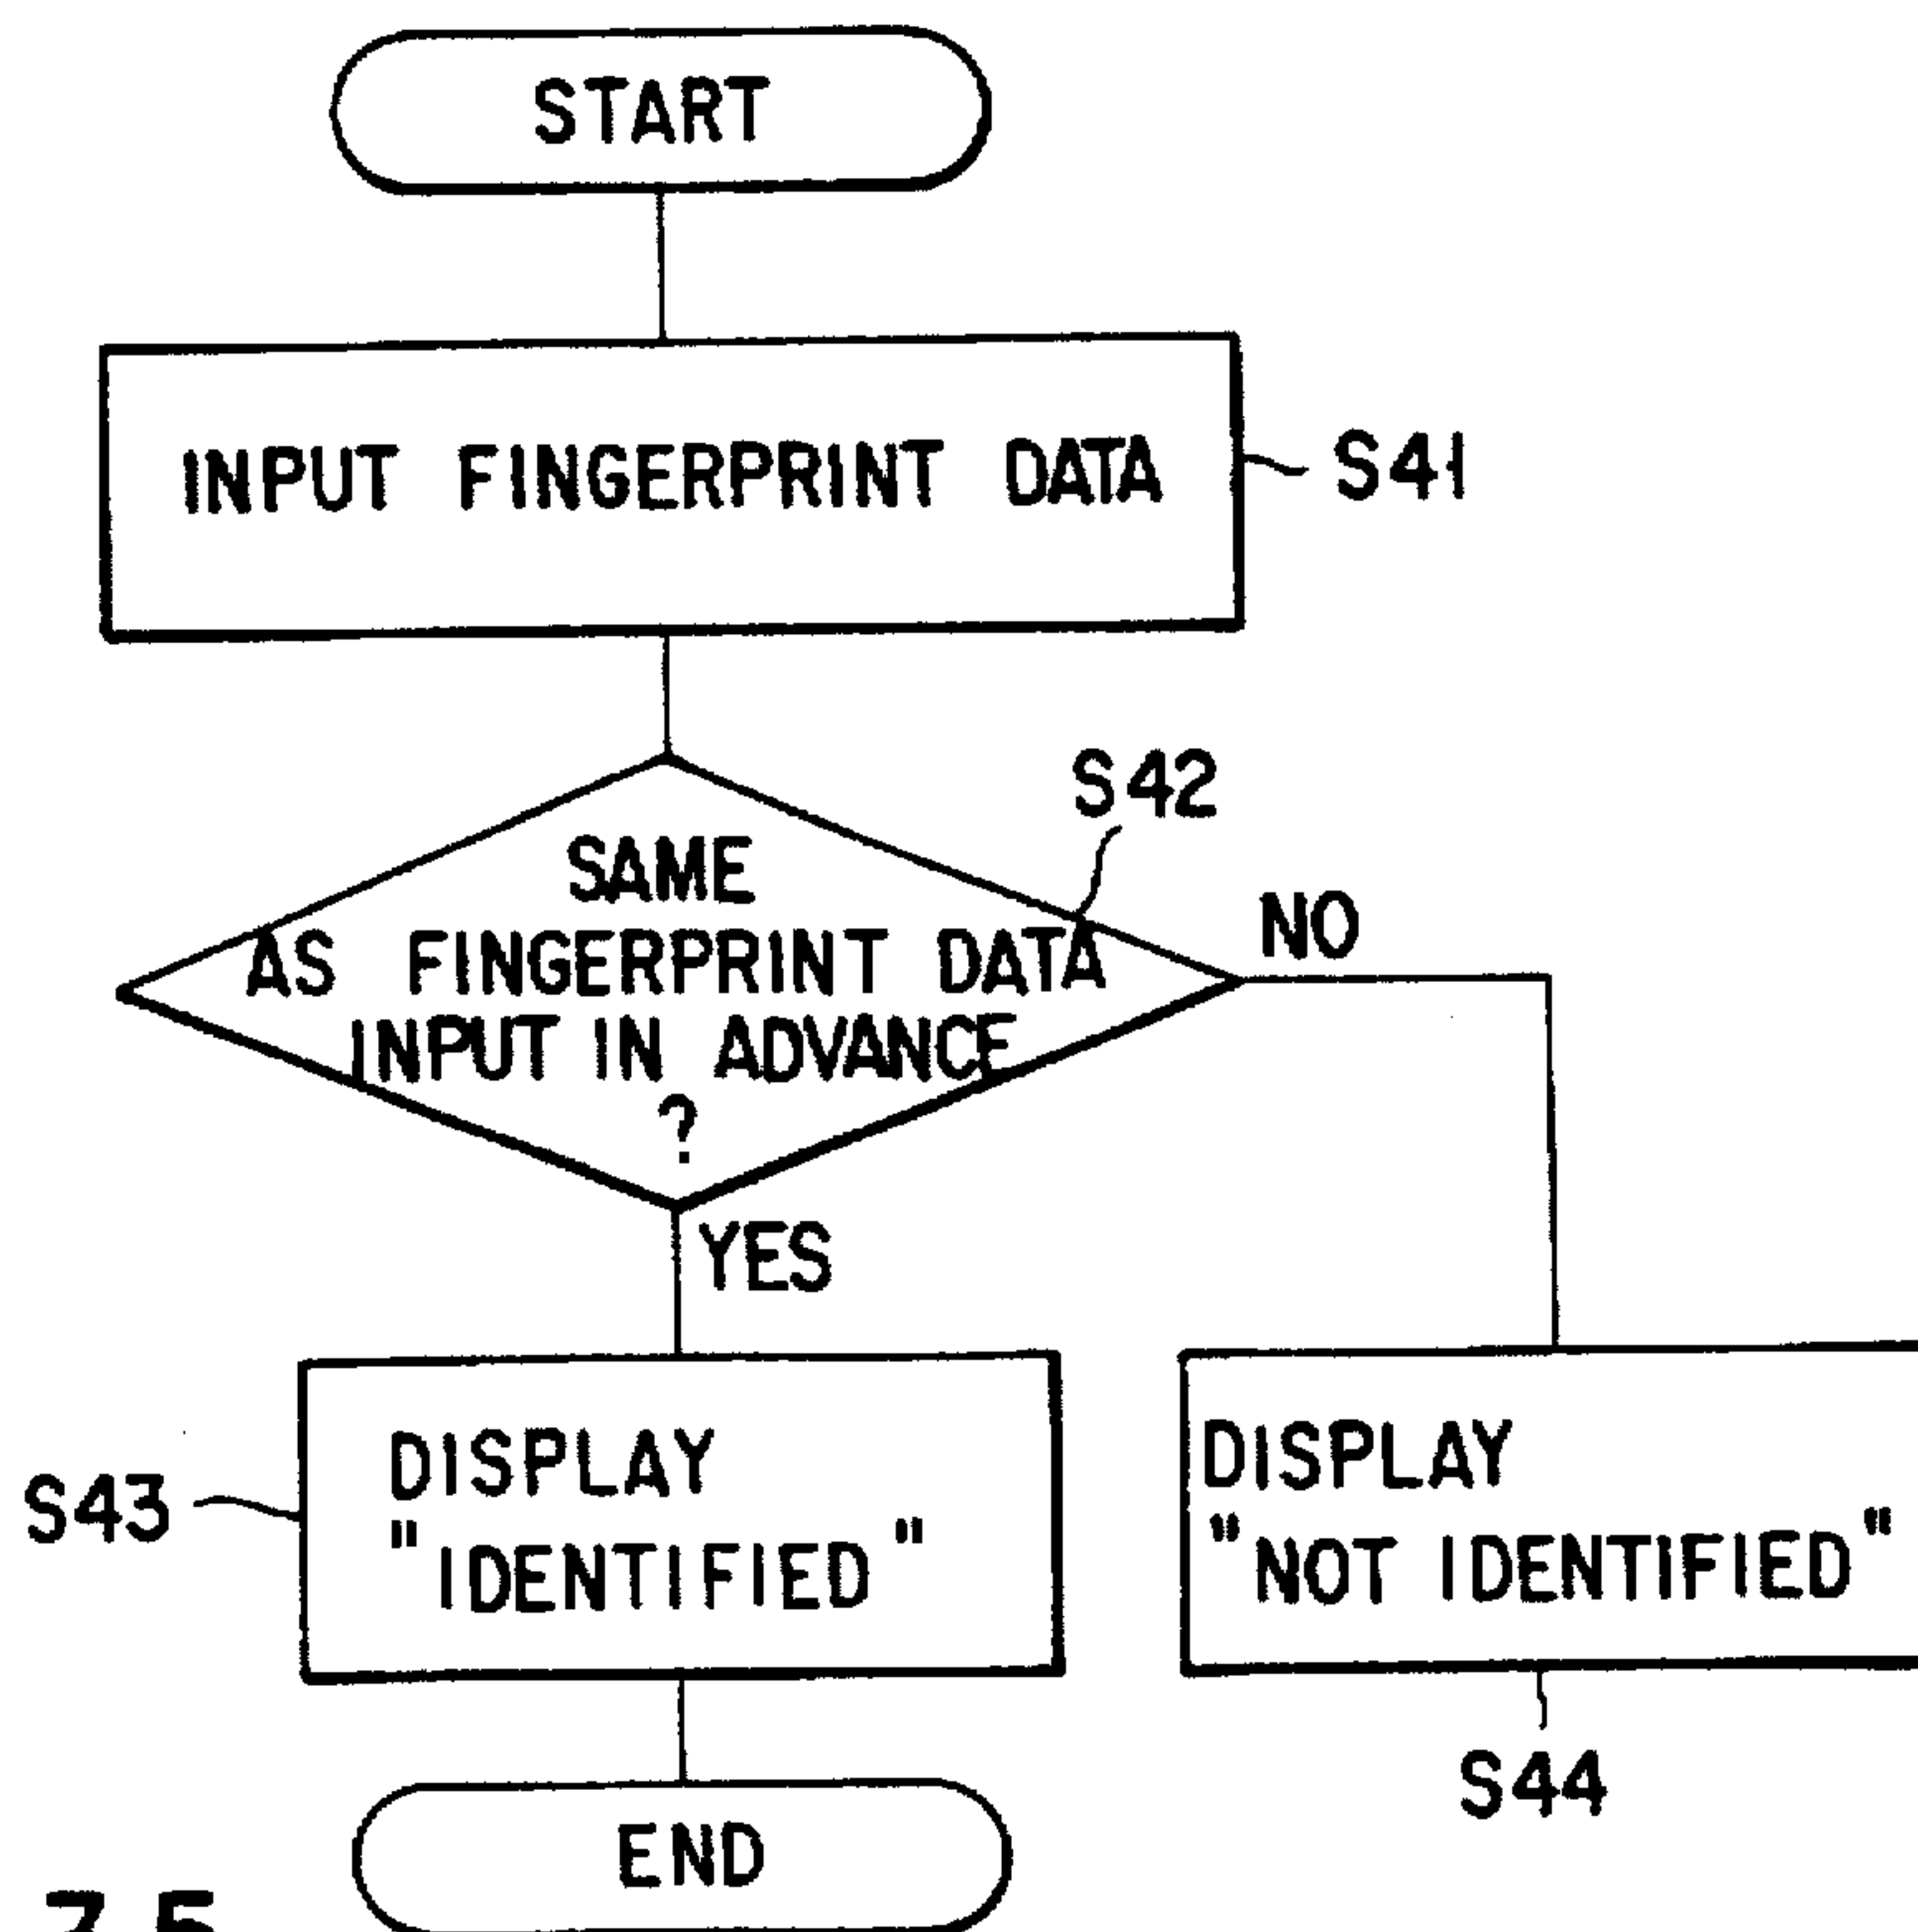 START
INPUT FINGERPRINT DATA
S41
S42
SAME
AS FINGERPRINT DATA
INPUT IN ADVANCE
?
NO
YES
DISPLAY
"IDENTIFIED"
S43
DISPLAY
"NOT IDENTIFIED"
S44
END